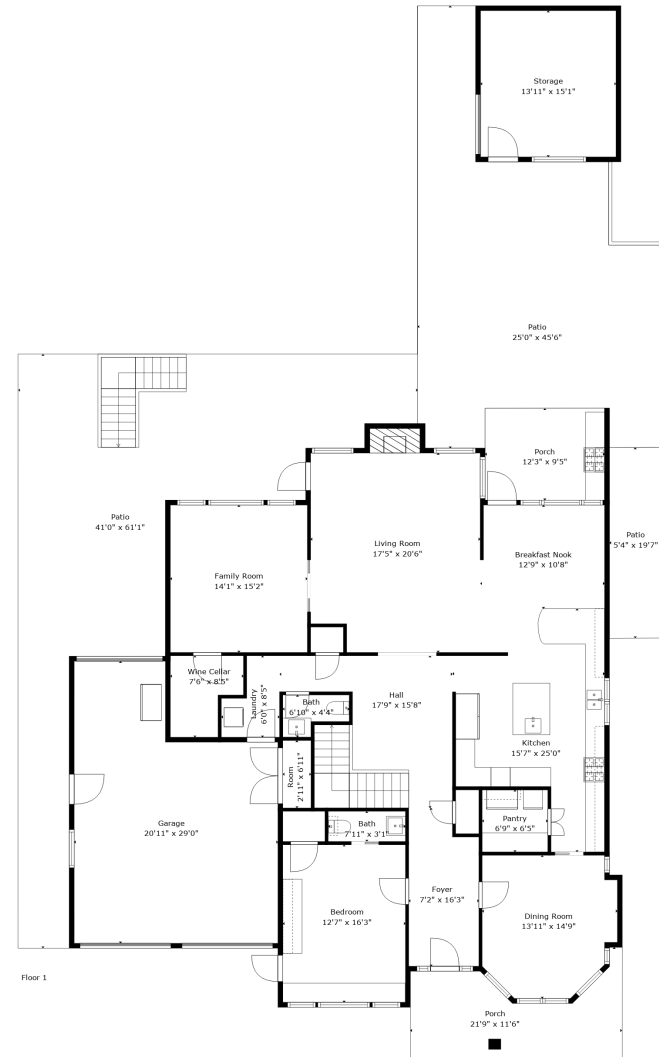 Storage
13'11" x 15'1"
Patio
25'0" x 45'6"
Porch
12'3" x 9'5"
Patio
41'0" x 61'1"
Living Room
17'5" x 20'6"
Breakfast Nook
12'9" x 10'8"
Patio
5'4" x 19'7"
Family Room
14'1" x 15'2"
Wine Cellar
7'6" x 8'5"
Laundry
6'0" x 8'5"
Bath
6'10" x 4'4"
Hall
17'9" x 15'8"
Kitchen
15'7" x 25'0"
Room
2'11" x 6'11"
Garage
20'11" x 29'0"
Bath
7'11" x 3'1"
Pantry
6'9" x 6'5"
Foyer
7'2" x 16'3"
Bedroom
12'7" x 16'3"
Dining Room
13'11" x 14'9"
Floor 1
Porch
21'9" x 11'6"